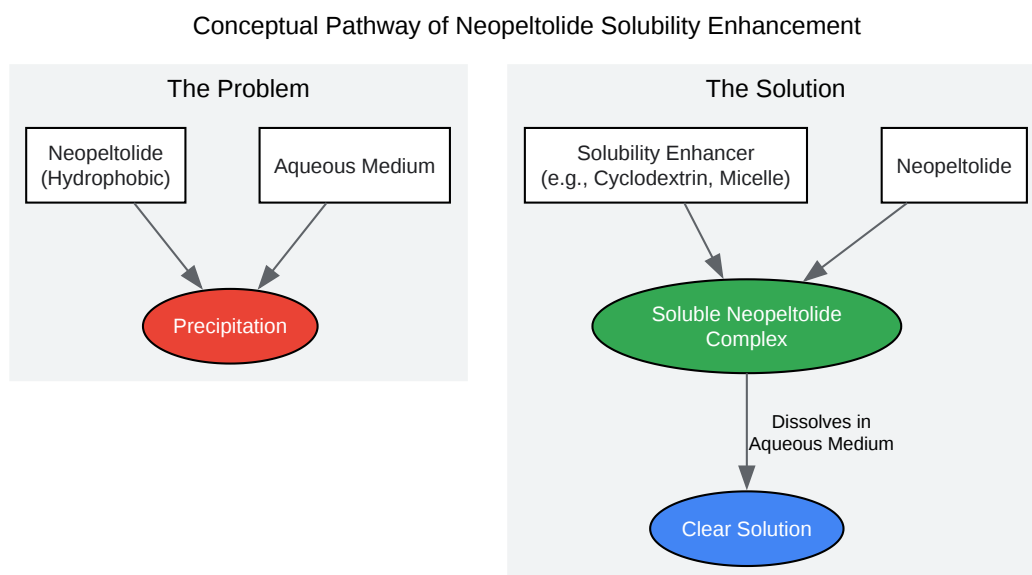 Conceptual Pathway of Neopeltolide Solubility Enhancement
The Problem
Neopeltolide
(Hydrophobic)
Aqueous Medium
Precipitation
The Solution
Solubility Enhancer
(e.g., Cyclodextrin, Micelle)
Neopeltolide
Soluble Neopeltolide
Complex
Dissolves in
Aqueous Medium
Clear Solution